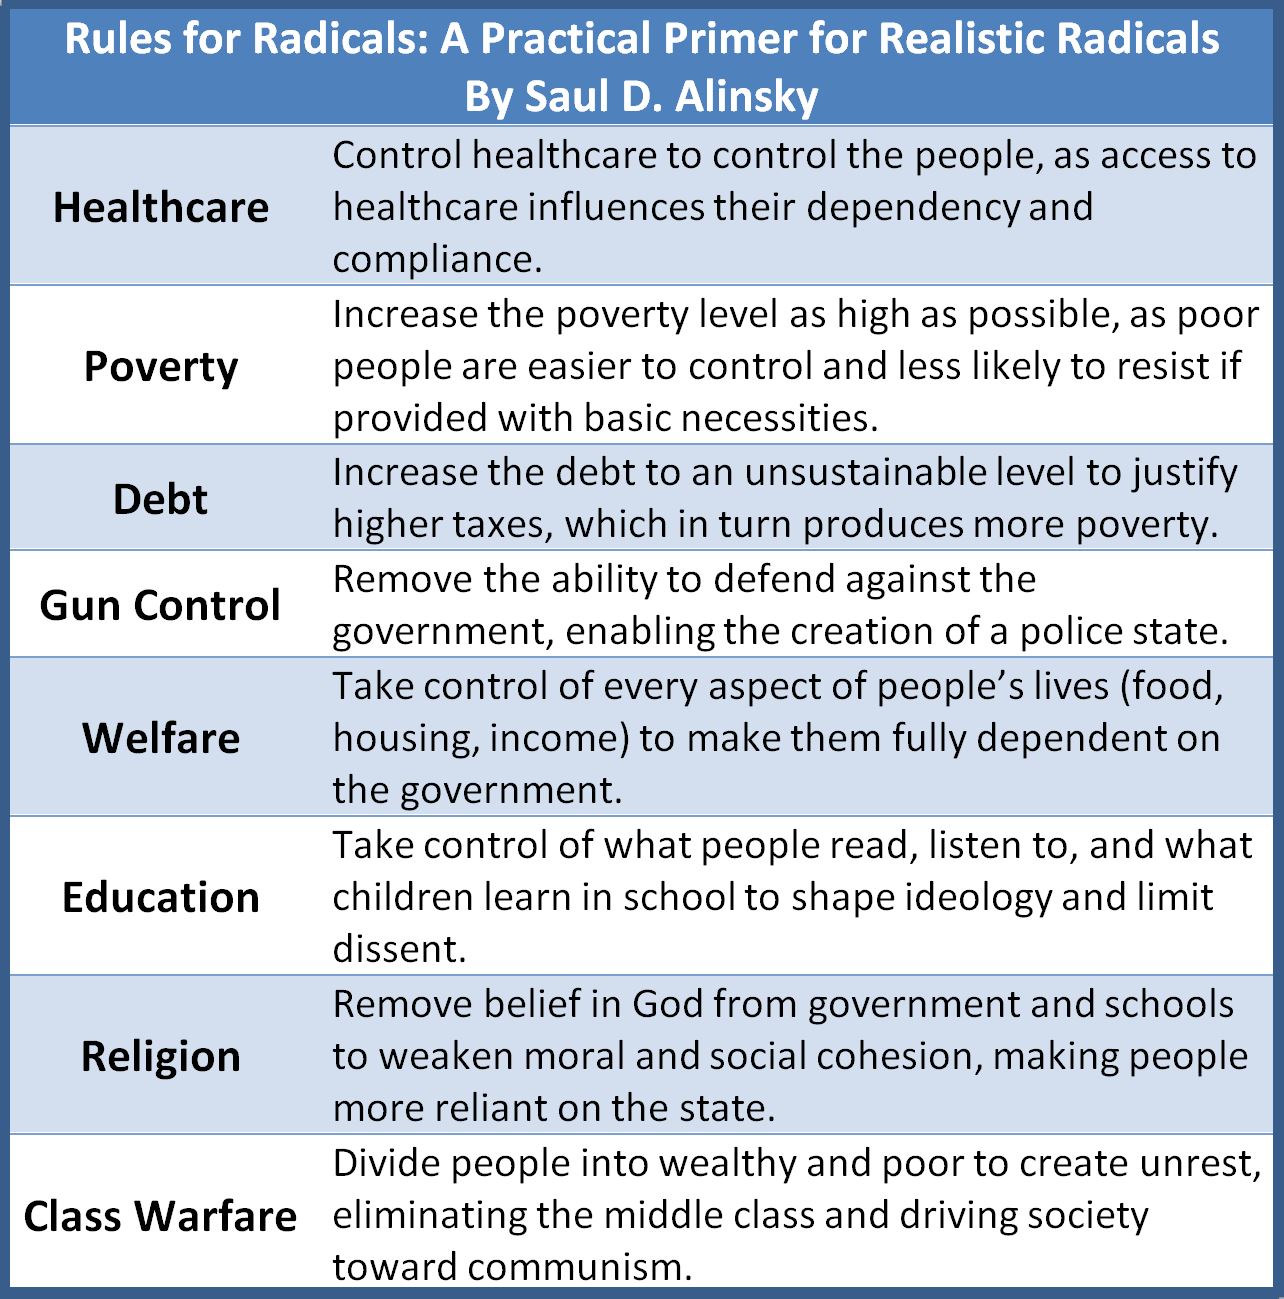 Rules for Radicals: A Practical Primer for Realistic Radicals
By Saul D. Alinsky
Healthcare
Control healthcare to control the people, as access to
healthcare influences their dependency and
compliance.
Poverty
Increase the poverty level as high as possible, as poor
people are easier to control and less likely to resist if
provided with basic necessities.
Debt
Increase the debt to an unsustainable level to justify
higher taxes, which in turn produces more poverty.
Gun Control
Remove the ability to defend against the
government, enabling the creation of a police state.
Welfare
Take control of every aspect of people’s lives (food,
housing, income) to make them fully dependent on
the government.
Education
Take control of what people read, listen to, and what
children learn in school to shape ideology and limit
dissent.
Religion
Remove belief in God from government and schools
to weaken moral and social cohesion, making people
more reliant on the state.
Class Warfare
Divide people into wealthy and poor to create unrest,
eliminating the middle class and driving society
toward communism.